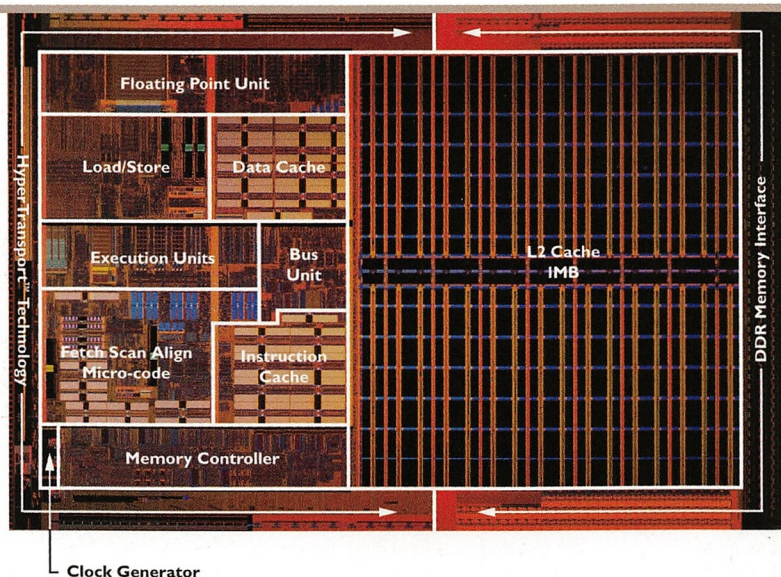 Floating Point Unit
Load/Store
Data Cache
Execution Units
Bus
Unit
L2 Cache
1MB
Fetch Scan Align
Micro-code
Instruction
Cache
Memory Controller
HyperTransport™ Technology
DDR Memory Interface
Clock Generator